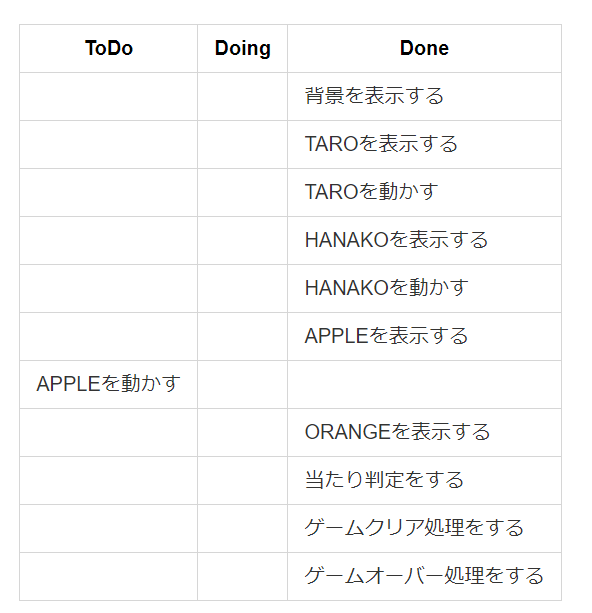 ToDo Doing Done
背景を表示する
TAROを表示する
TAROを動かす
HANAKOを表示する
HANAKOを動かす
APPLEを表示する
APPLEを動かす
ORANGEを表示する
当たり判定をする
ゲームクリア処理をする
ゲームオーバー処理をする